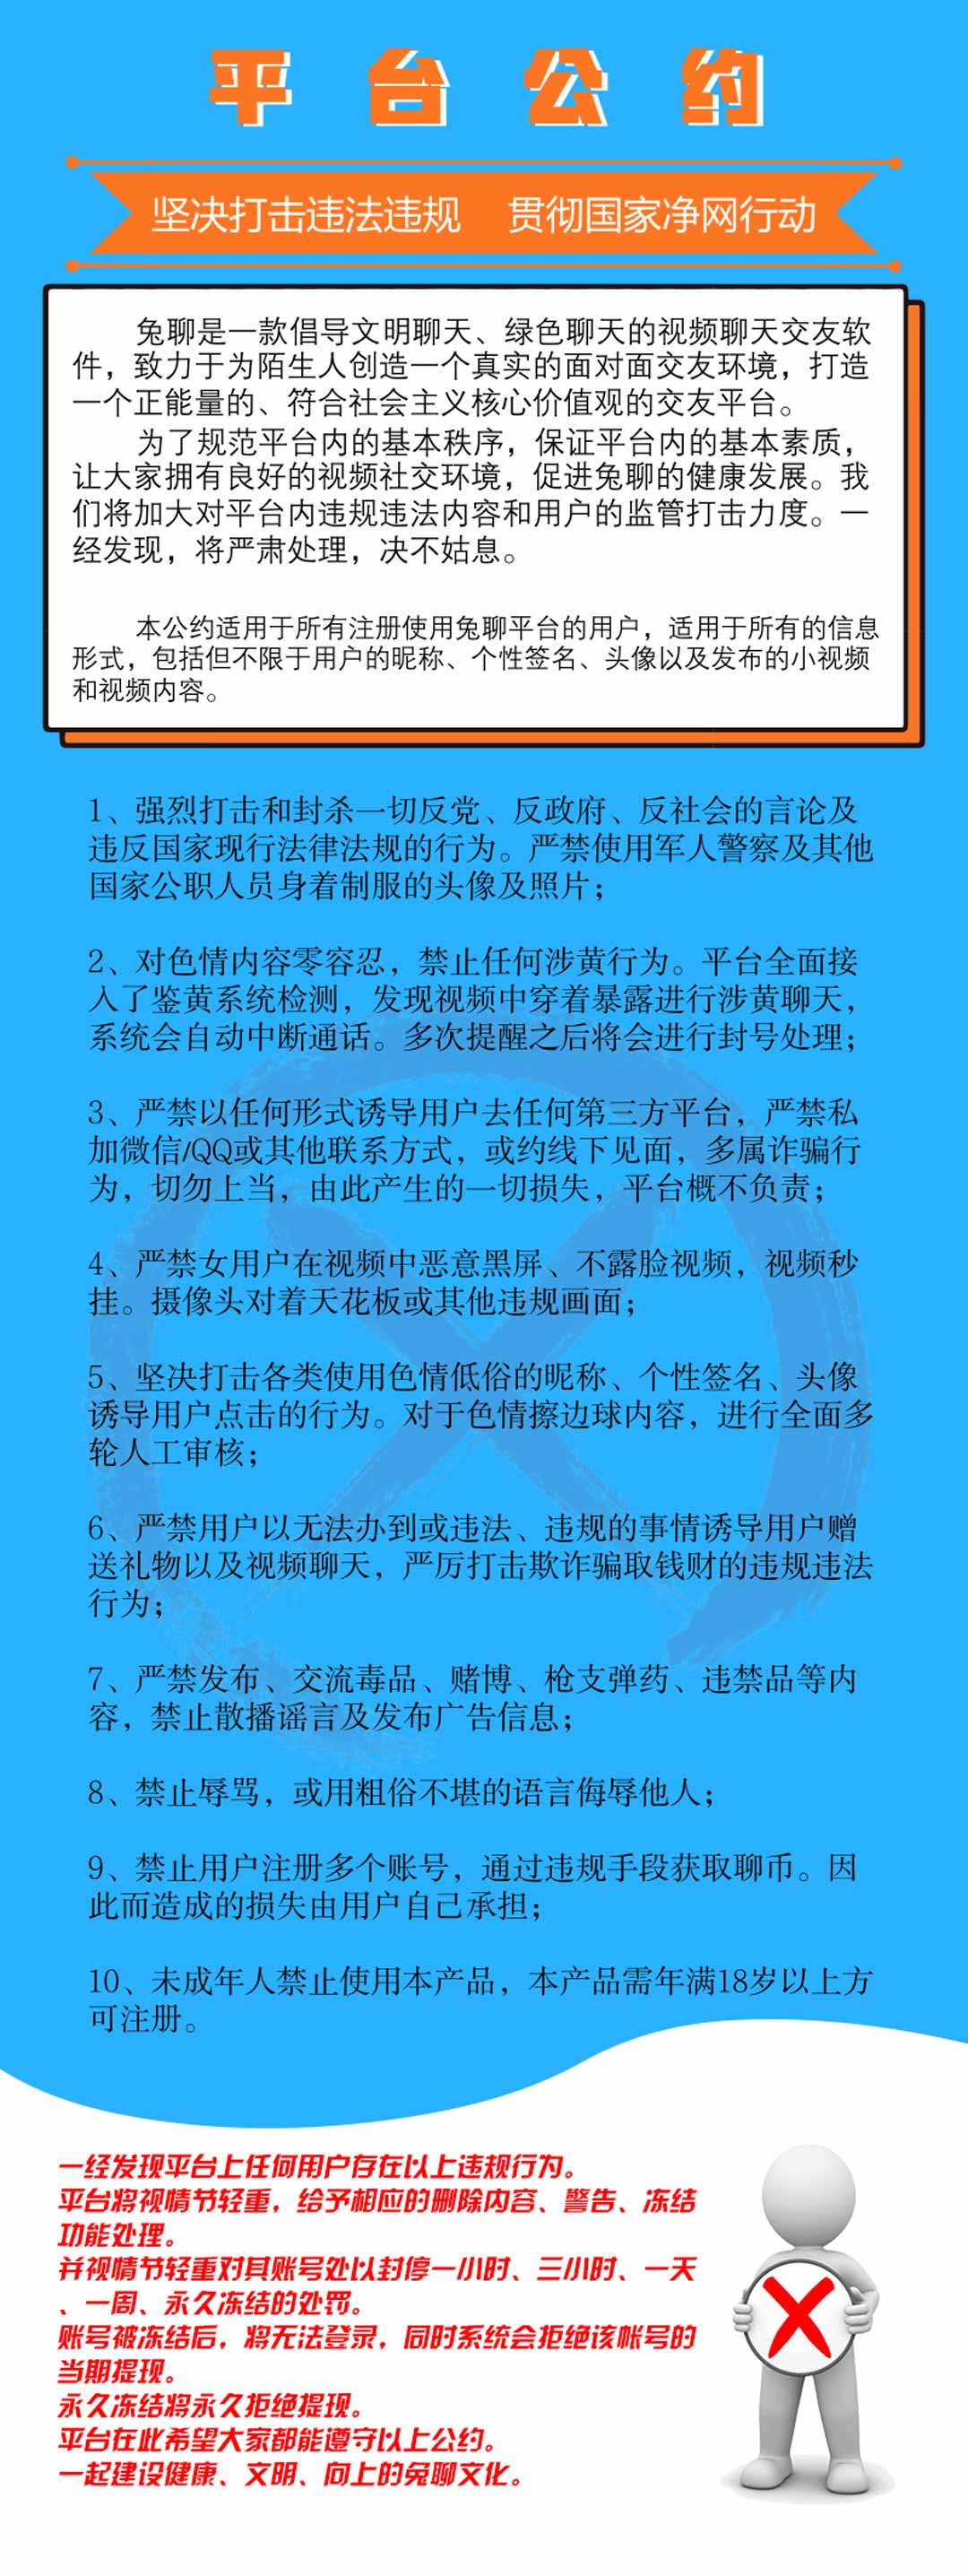 平台公约
坚决打击违法违规 贯彻国家净网行动
兔聊是一款倡导文明聊天、绿色聊天的视频聊天交友软
件，致力于为陌生人创造一个真实的面对面交友环境，打造
一个正能量的、符合社会主义核心价值观的交友平台。
为了规范平台内的基本秩序，保证平台内的基本素质，
让大家拥有良好的视频社交环境，促进兔聊的健康发展。我
们将加大对平台内违规违法内容和用户的监管打击力度。一
经发现，将严肃处理，决不姑息。
本公约适用于所有注册使用兔聊平台的用户，适用于所有的信息
形式，包括但不限于用户的昵称、个性签名、头像以及发布的小视频
和视频内容。
1、强烈打击和封杀一切反党、反政府、反社会的言论及
违反国家现行法律法规的行为。严禁使用军人警察及其他
国家公职人员身着制服的头像及照片；
2、对色情内容零容忍，禁止任何涉黄行为。平台全面接
入了鉴黄系统检测，发现视频中穿着暴露进行涉黄聊天，
系统会自动中断通话。多次提醒之后将会进行封号处理；
3、严禁以任何形式诱导用户去任何第三方平台，严禁私
加微信/QQ或其他联系方式，或约线下见面，多属诈骗行
为，切勿上当，由此产生的一切损失，平台概不负责；
4、严禁女用户在视频中恶意黑屏、不露脸视频，视频秒
挂。摄像头对着天花板或其他违规画面；
5、坚决打击各类使用色情低俗的昵称、个性签名、头像
诱导用户点击的行为。对于色情擦边球内容，进行全面多
轮人工审核；
6、严禁用户以无法办到或违法、违规的事情诱导用户赠
送礼物以及视频聊天，严厉打击欺诈骗取钱财的违规违法
行为；
7、严禁发布、交流毒品、赌博、枪支弹药、违禁品等内
容，禁止散播谣言及发布广告信息；
8、禁止辱骂，或用粗俗不堪的语言侮辱他人；
9、禁止用户注册多个账号，通过违规手段获取聊币。因
此而造成的损失由用户自己承担；
10、未成年人禁止使用本产品，本产品需年满18岁以上方
可注册。
一经发现平台上任何用户存在以上违规行为。
平台将视情节轻重，给予相应的删除内容、警告、冻结
功能处理。
并视情节轻重对其账号处以封停一小时、三小时、一天
、一周、永久冻结的处罚。
账号被冻结后，将无法登录，同时系统会拒绝该帐号的
当期提现。
永久冻结将永久拒绝提现。
平台在此希望大家都能遵守以上公约。
一起建设健康、文明、向上的兔聊文化。